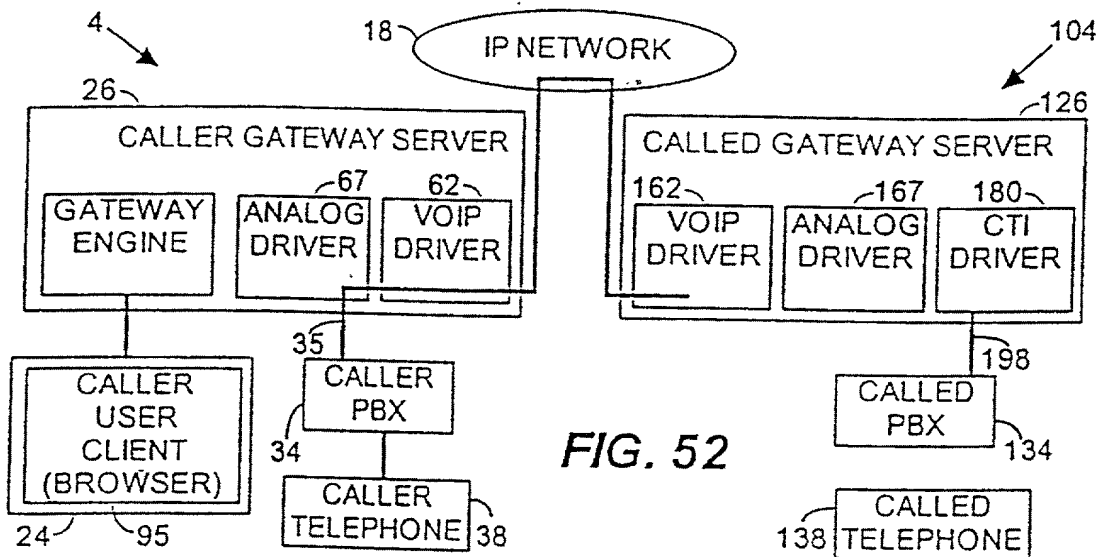 4
18
IP NETWORK
104
26
126
CALLER GATEWAY SERVER
CALLED GATEWAY SERVER
67
62
162
167
180
GATEWAY
ENGINE
ANALOG
DRIVER
VOIP DRIVER
VOIP
DRIVER
ANALOG
DRIVER
CTI
DRIVER
35
198
CALLER
USER
CLIENT
(BROWSER)
CALLER
PBX
CALLED
PBX
34
134
FIG. 52
CALLER
TELEPHONE
CALLED
TELEPHONE
24
95
38
138